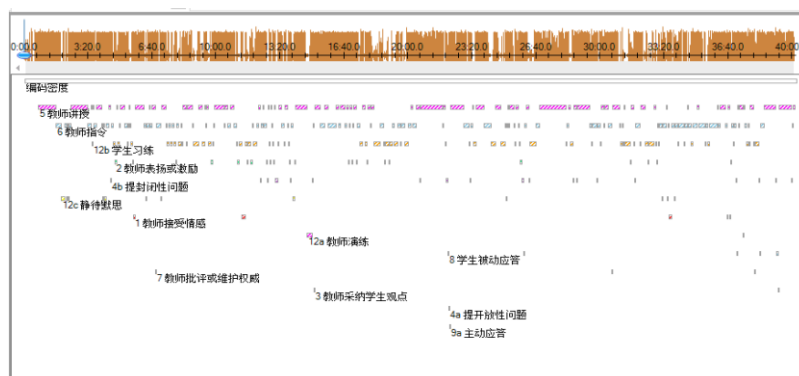 0:00.0 3:20.0 6:40.0 10:00.0 13:20.0 16:40.0 20:00.0 23:20.0 26:40.0 30:00.0 33:20.0 36:40.0 40:00
编码密度
5 教师讲授
6 教师指令
12b 学生习练
2 教师表扬或激励
4b 提封闭性问题
12c 静待默思
1 教师接受情感
12a 教师演练
8 学生被动应答
7 教师批评或维护权威
3 教师采纳学生观点
4a 提开放性问题
9a 主动应答